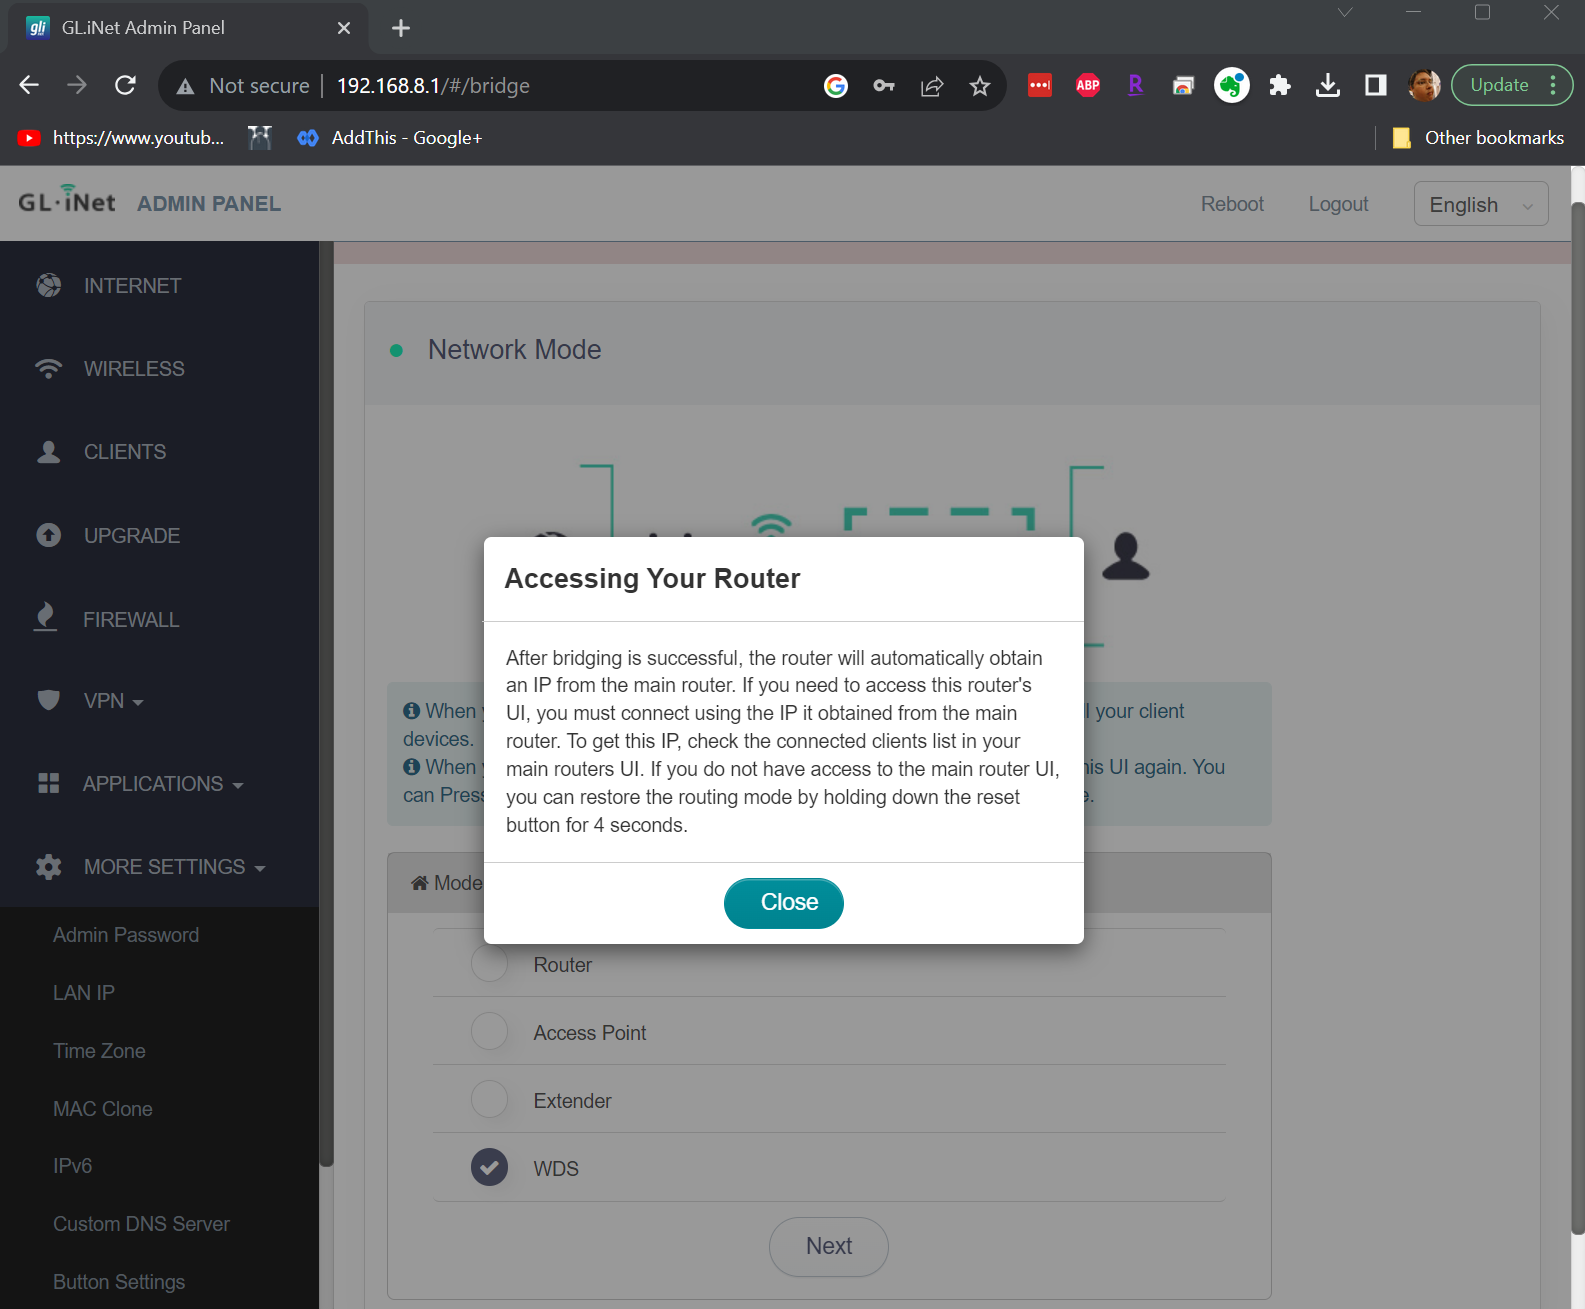 gli
GL.iNet Admin Panel
Not secure
192.168.8.1/#/bridge
ABP
R
Update
https://www.youtub...
AddThis - Google+
Other bookmarks
GL·iNet ADMIN PANEL
Reboot
Logout
English
INTERNET
WIRELESS
CLIENTS
UPGRADE
FIREWALL
VPN
APPLICATIONS
MORE SETTINGS
Admin Password
LAN IP
Time Zone
MAC Clone
IPv6
Custom DNS Server
Button Settings
Network Mode
When
l your client
devices.
When
his UI again. You
can Press
e.
Accessing Your Router
After bridging is successful, the router will automatically obtain
an IP from the main router. If you need to access this router's
UI, you must connect using the IP it obtained from the main
router. To get this IP, check the connected clients list in your
main routers UI. If you do not have access to the main router UI,
you can restore the routing mode by holding down the reset
button for 4 seconds.
Close
Mode
Router
Access Point
Extender
WDS
Next